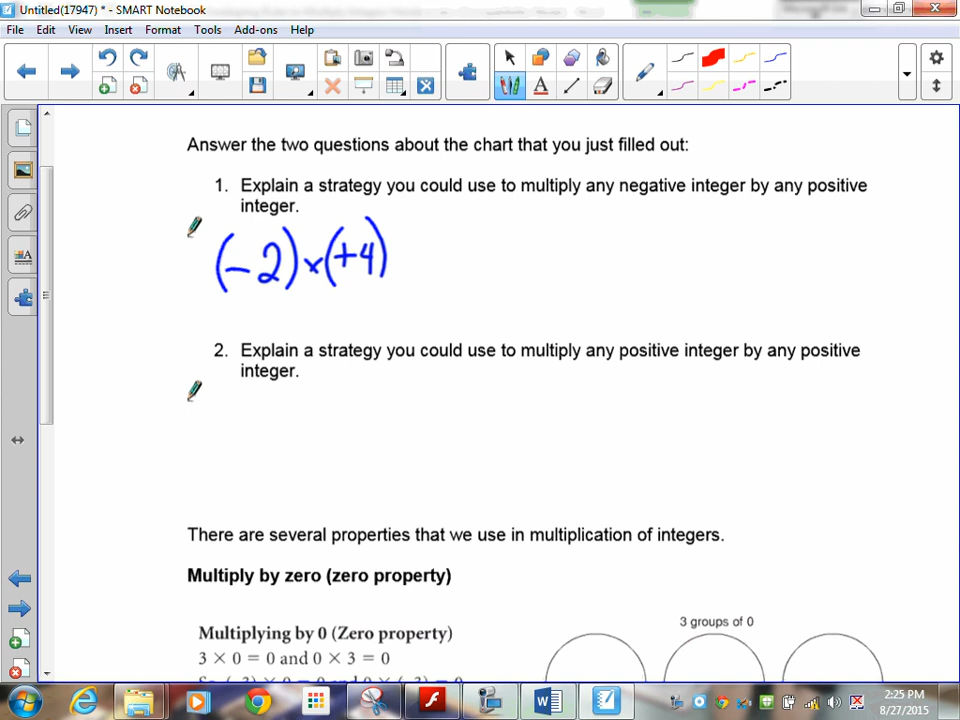 Untitled(17947) * - SMART Notebook
File Edit View Insert Format Tools Add-ons Help
Answer the two questions about the chart that you just filled out:
1. Explain a strategy you could use to multiply any negative integer by any positive
integer.
(-2)×(+4)
2. Explain a strategy you could use to multiply any positive integer by any positive
integer.
There are several properties that we use in multiplication of integers.
Multiply by zero (zero property)
Multiplying by 0 (Zero property)
3 groups of 0
3 × 0 = 0 and 0 × 3 = 0
2:25 PM
8/27/2015